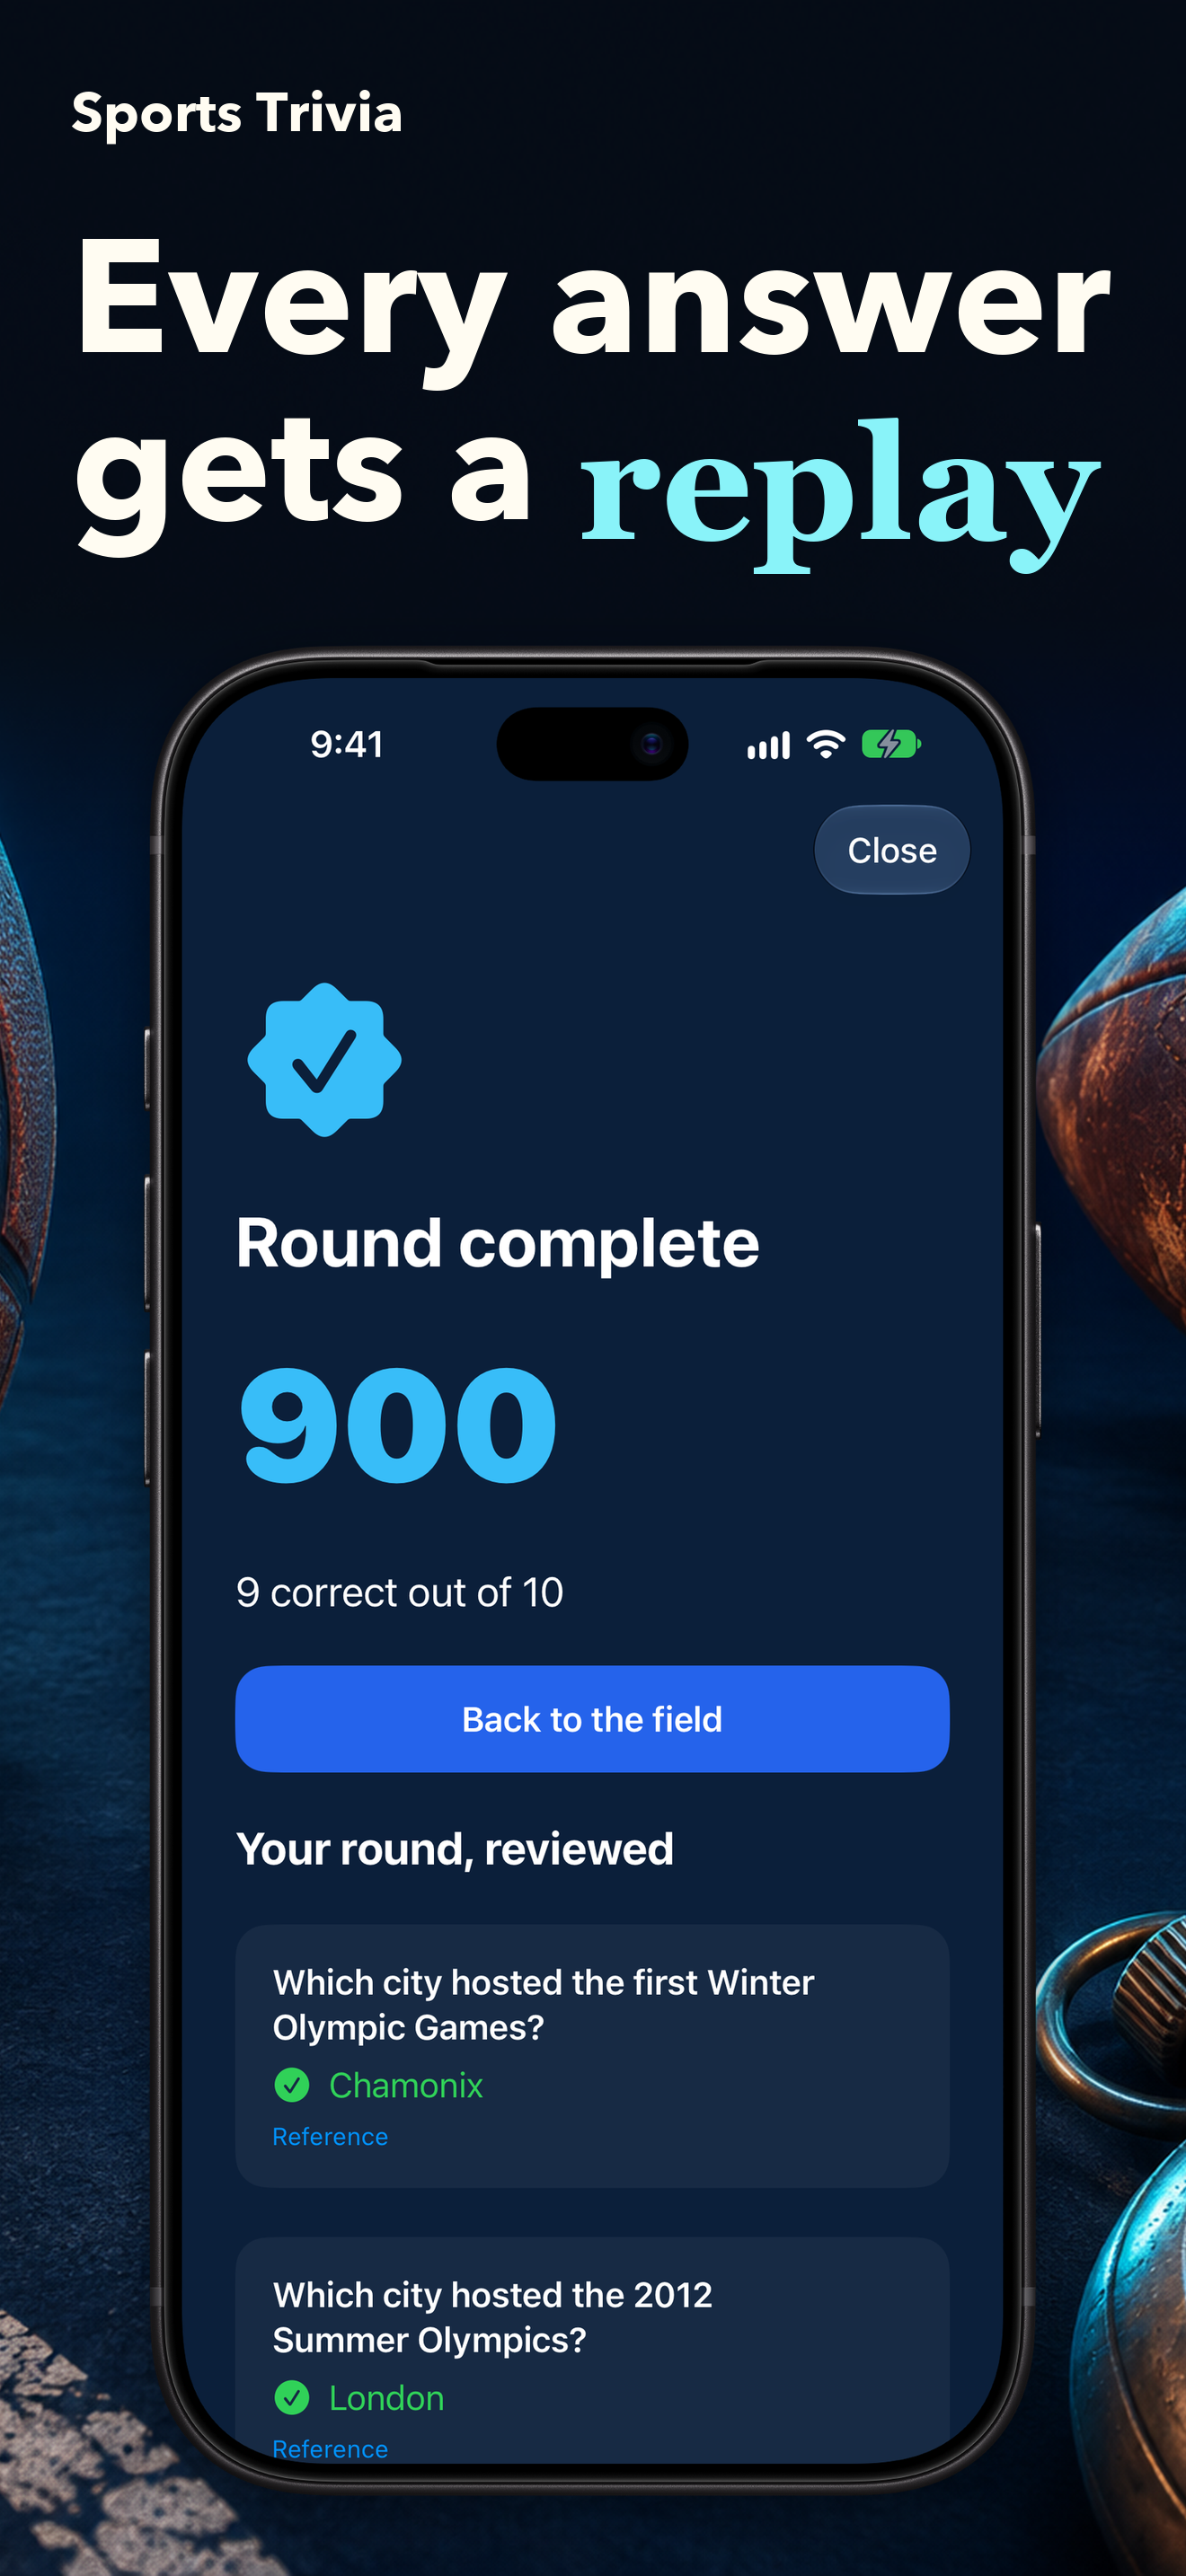 Sports Trivia
Every answer
gets a replay
9:41
Close
Round complete
900
9 correct out of 10
Back to the field
Your round, reviewed
Which city hosted the first Winter
Olympic Games?
Chamonix
Reference
Which city hosted the 2012
Summer Olympics?
London
Reference